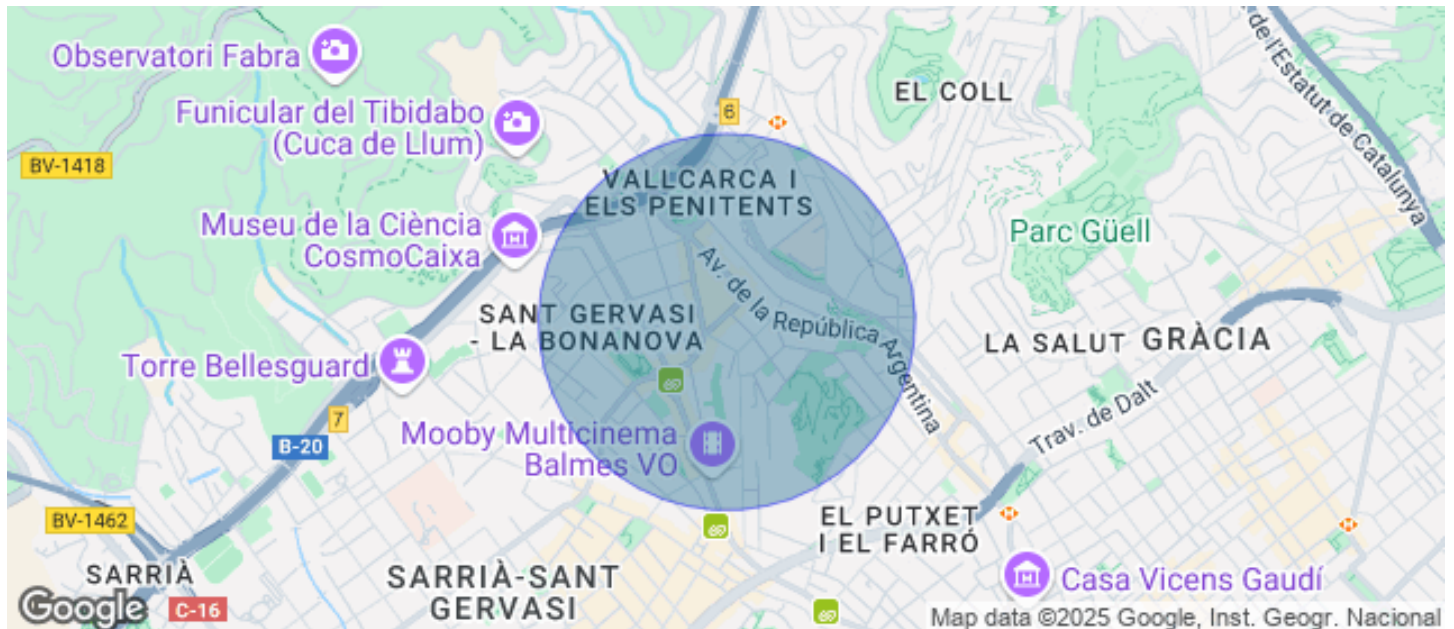 Observatori Fabra
Funicular del Tibidabo
(Cuca de Llum)
6
EL COLL
de l'Estatut de Catalunya
BV-1418
VALLCARCA I
ELS PENITENTS
Museu de la Ciència
CosmoCaixa
Parc Güell
Av. de la República Argentina
SANT GERVASI
- LA BONANOVA
LA SALUT
GRÀCIA
Torre Bellesguard
Trav. de Dalt
7
B-20
Mooby Multicinema
Balmes VO
BV-1462
EL PUTXET
I EL FARRÓ
SARRIÀ
SARRIÀ-SANT
GERVASI
Casa Vicens Gaudí
Google
C-16
Map data ©2025 Google, Inst. Geogr. Nacional